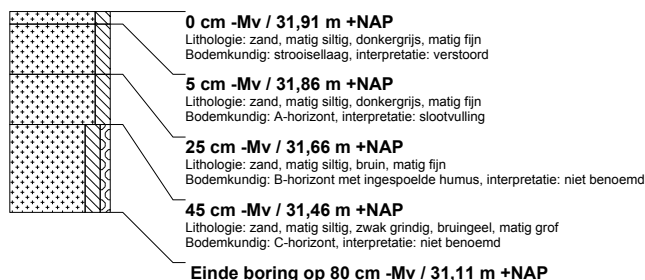 0 cm -Mv / 31,91 m +NAP
Lithologie: zand, matig siltig, donkergrijs, matig fijn
Bodemkundig: strooisellaag, interpretatie: verstoord
5 cm -Mv / 31,86 m +NAP
Lithologie: zand, matig siltig, donkergrijs, matig fijn
Bodemkundig: A-horizont, interpretatie: slootvulling
25 cm -Mv / 31,66 m +NAP
Lithologie: zand, matig siltig, bruin, matig fijn
Bodemkundig: B-horizont met ingespoelde humus, interpretatie: niet benoemd
45 cm -Mv / 31,46 m +NAP
Lithologie: zand, matig siltig, zwak grindig, bruingeel, matig grof
Bodemkundig: C-horizont, interpretatie: niet benoemd
Einde boring op 80 cm -Mv / 31,11 m +NAP